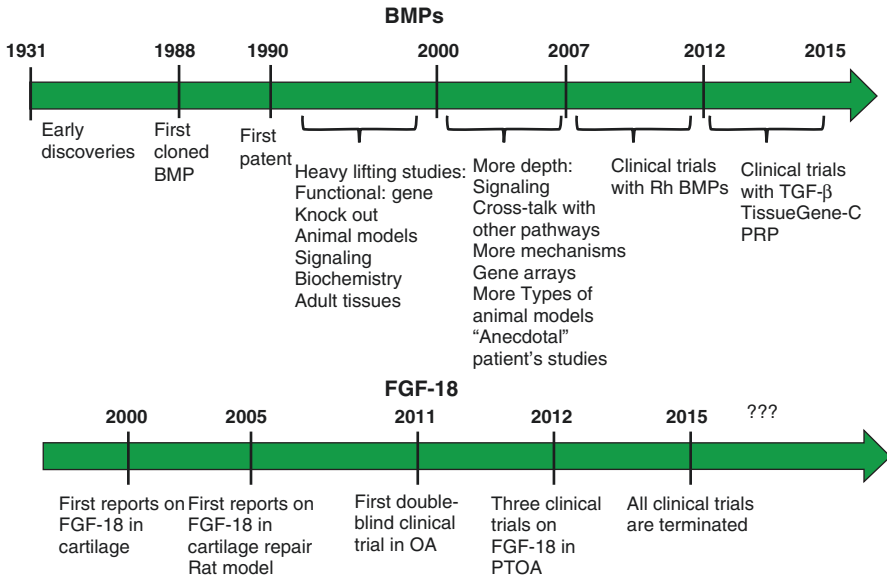 BMPs
1931 1988 1990 2000 2007 2012 2015
Early
discoveries
First
cloned
BMP
First
patent
Heavy lifting studies:
Functional: gene
Knock out
Animal models
Signaling
Biochemistry
Adult tissues
More depth:
Signaling
Cross-talk with
other pathways
More mechanisms
Gene arrays
More Types of
animal models
“Anecdotal”
patient’s studies
Clinical trials
with Rh BMPs
Clinical trials
with TGF-β
TissueGene-C
PRP
FGF-18
2000 2005 2011 2012 2015 ???
First reports on
FGF-18 in
cartilage
First reports on
FGF-18 in
cartilage repair
Rat model
First double-
blind clinical
trial in OA
Three clinical
trials on
FGF-18 in
PTOA
All clinical trials
are terminated